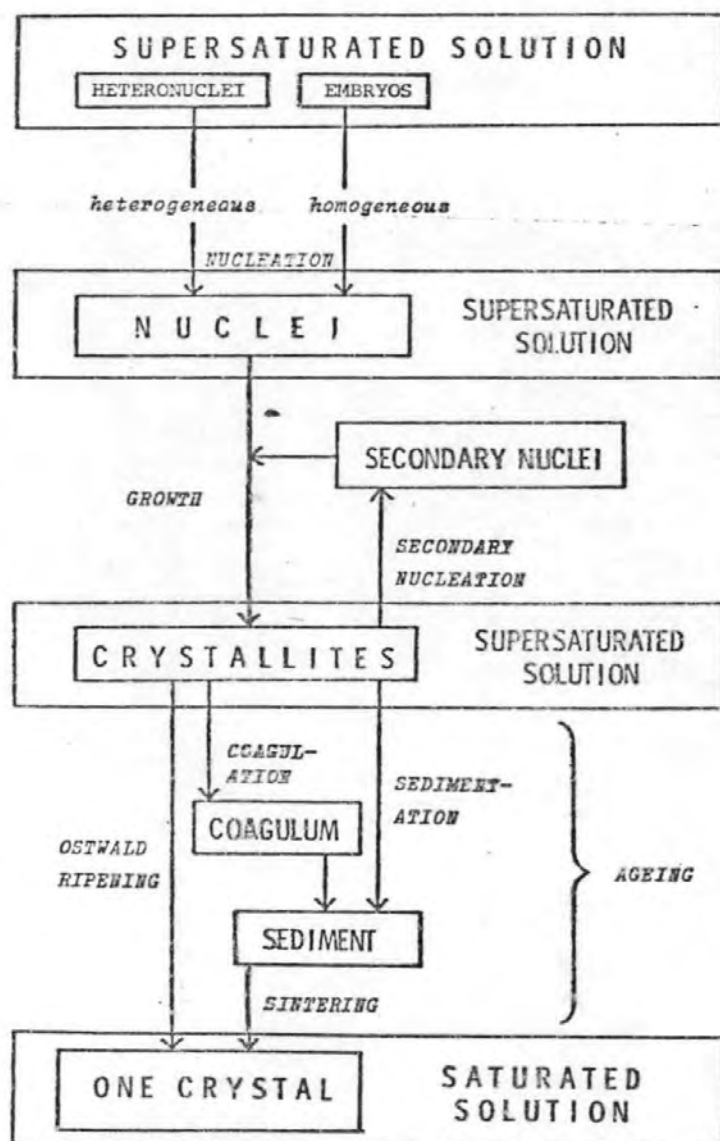 SUPERSATURATED SOLUTION
HETERONUCLEI
EMBRYOS
heterogeneous
homogeneous
NUCLEATION
NUCLEI
SUPERSATURATED
SOLUTION
SECONDARY NUCLEI
GROWTH
SECONDARY
NUCLEATION
CRYSTALLITES
SUPERSATURATED
SOLUTION
COAGUL-
ATION
SEDIMENT-
ATION
COAGULUM
OSTWALD
RIPENING
AGEING
SEDIMENT
SINTERING
ONE CRYSTAL
SATURATED
SOLUTION